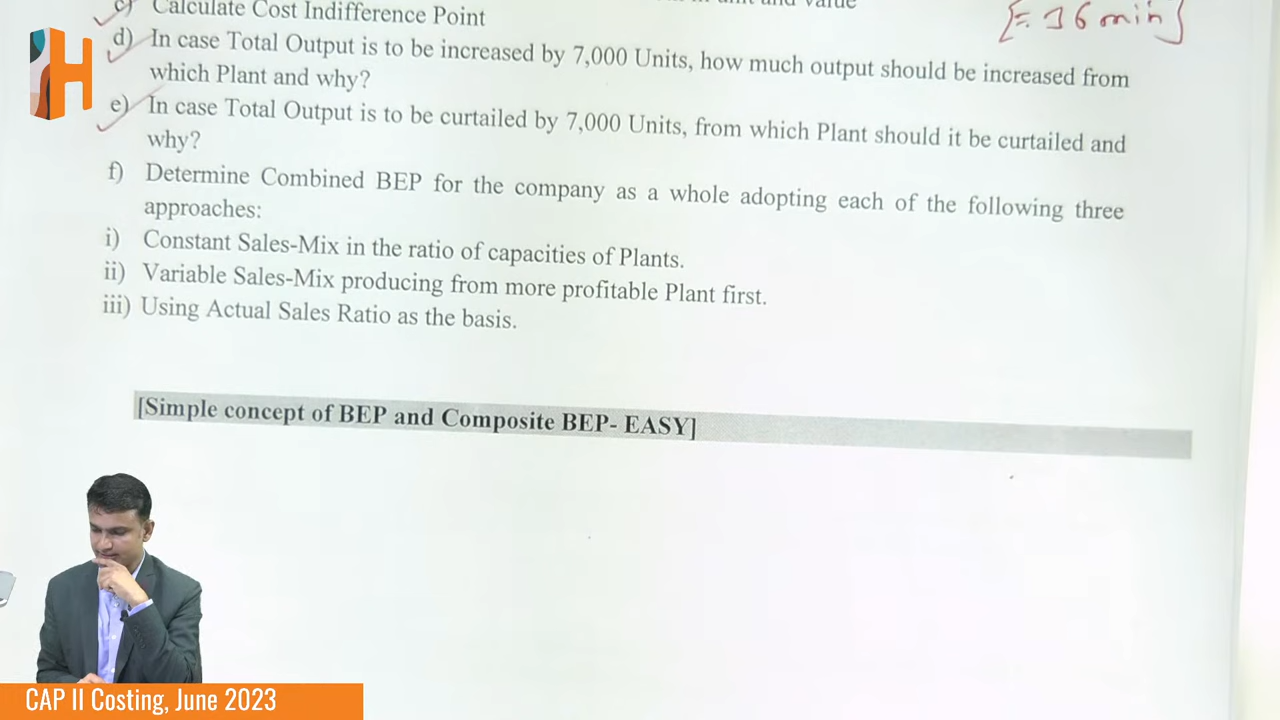 c) Calculate Cost Indifference Point
[= 36 min]
d) In case Total Output is to be increased by 7,000 Units, how much output should be increased from
which Plant and why?
e) In case Total Output is to be curtailed by 7,000 Units, from which Plant should it be curtailed and
why?
f) Determine Combined BEP for the company as a whole adopting each of the following three
approaches:
i) Constant Sales-Mix in the ratio of capacities of Plants.
ii) Variable Sales-Mix producing from more profitable Plant first.
iii) Using Actual Sales Ratio as the basis.
[Simple concept of BEP and Composite BEP- EASY]
H
CAP II Costing, June 2023